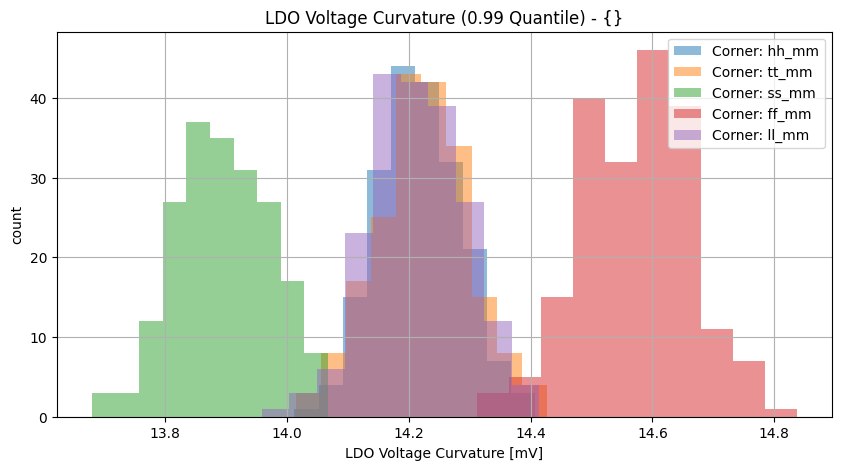 LDO Voltage Curvature (0.99 Quantile) - {}
Corner: hh_mm
Corner: tt_mm
Corner: ss_mm
Corner: ff_mm
Corner: ll_mm
count
40
30
20
10
0
13.8 14.0 14.2 14.4 14.6 14.8
LDO Voltage Curvature [mV]